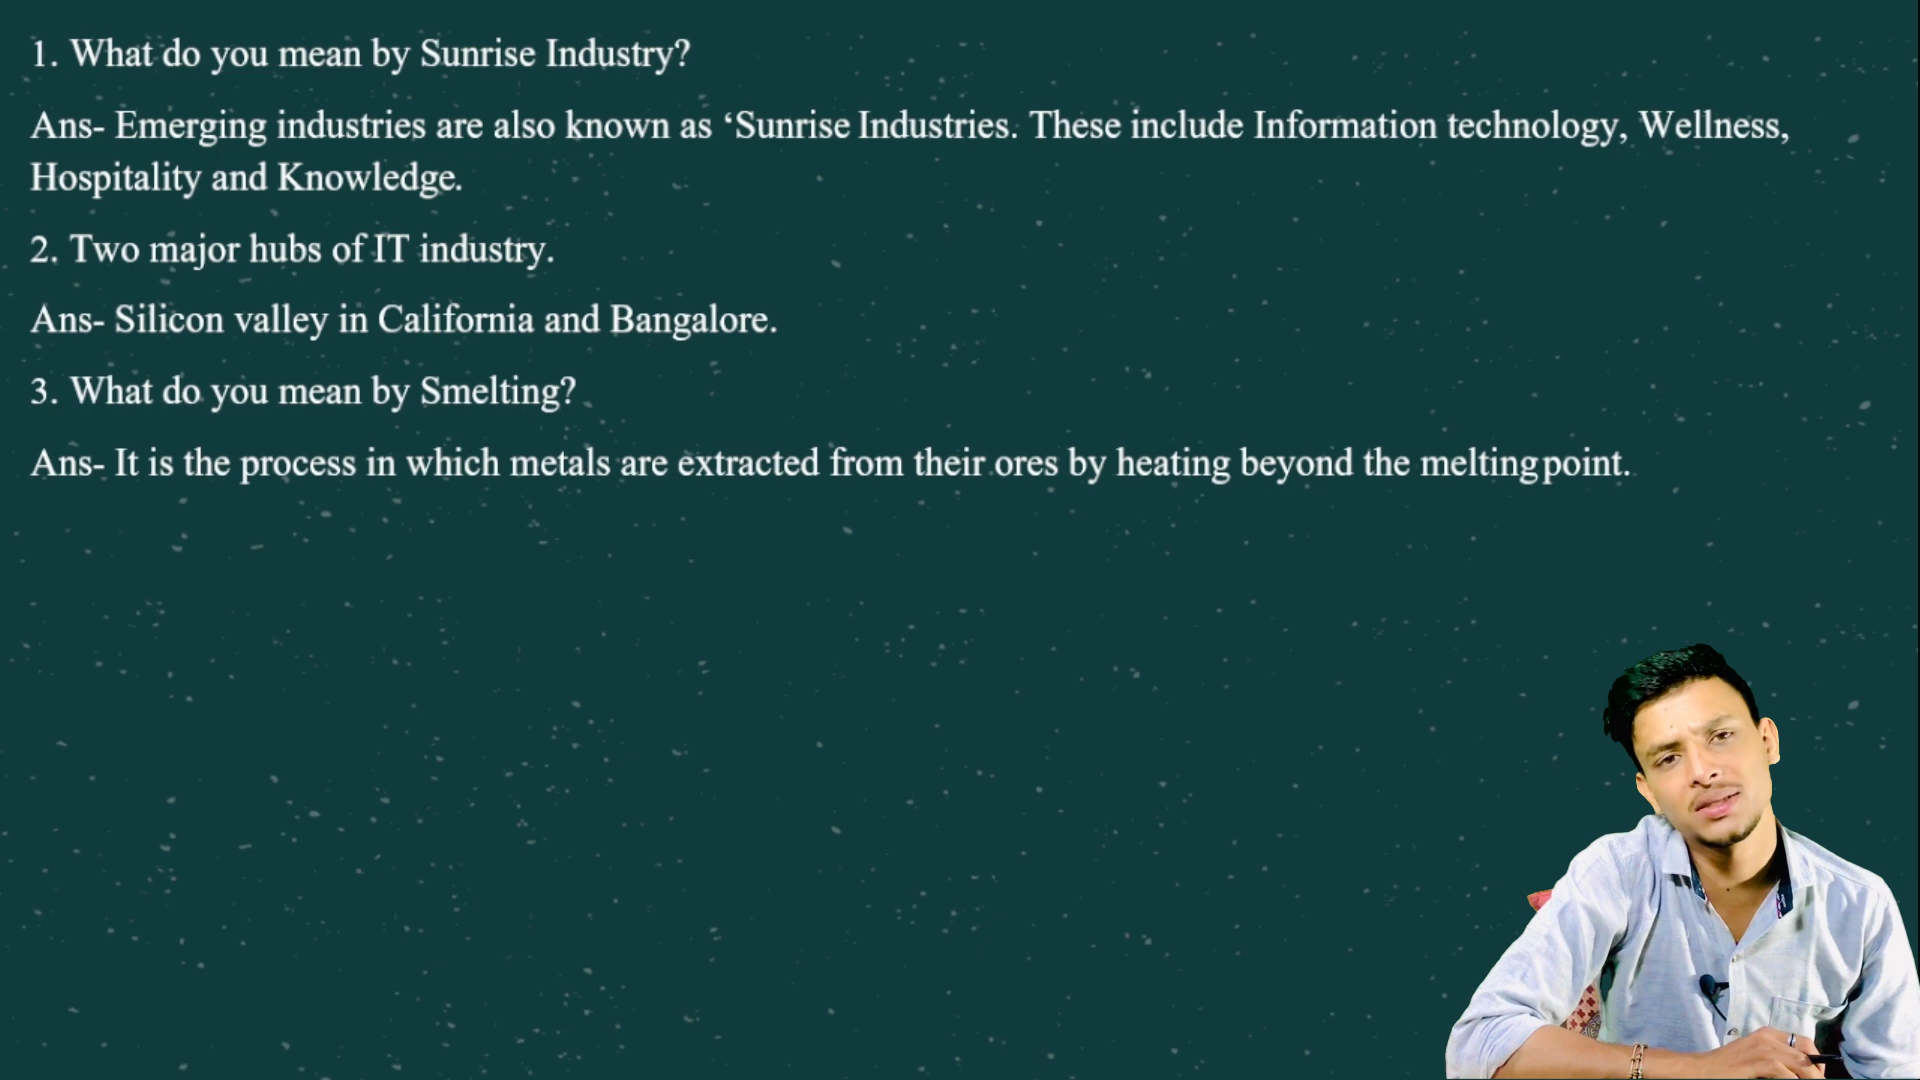 1. What do you mean by Sunrise Industry?
Ans- Emerging industries are also known as ‘Sunrise Industries. These include Information technology, Wellness,
Hospitality and Knowledge.
2. Two major hubs of IT industry.
Ans- Silicon valley in California and Bangalore.
3. What do you mean by Smelting?
Ans- It is the process in which metals are extracted from their ores by heating beyond the melting point.